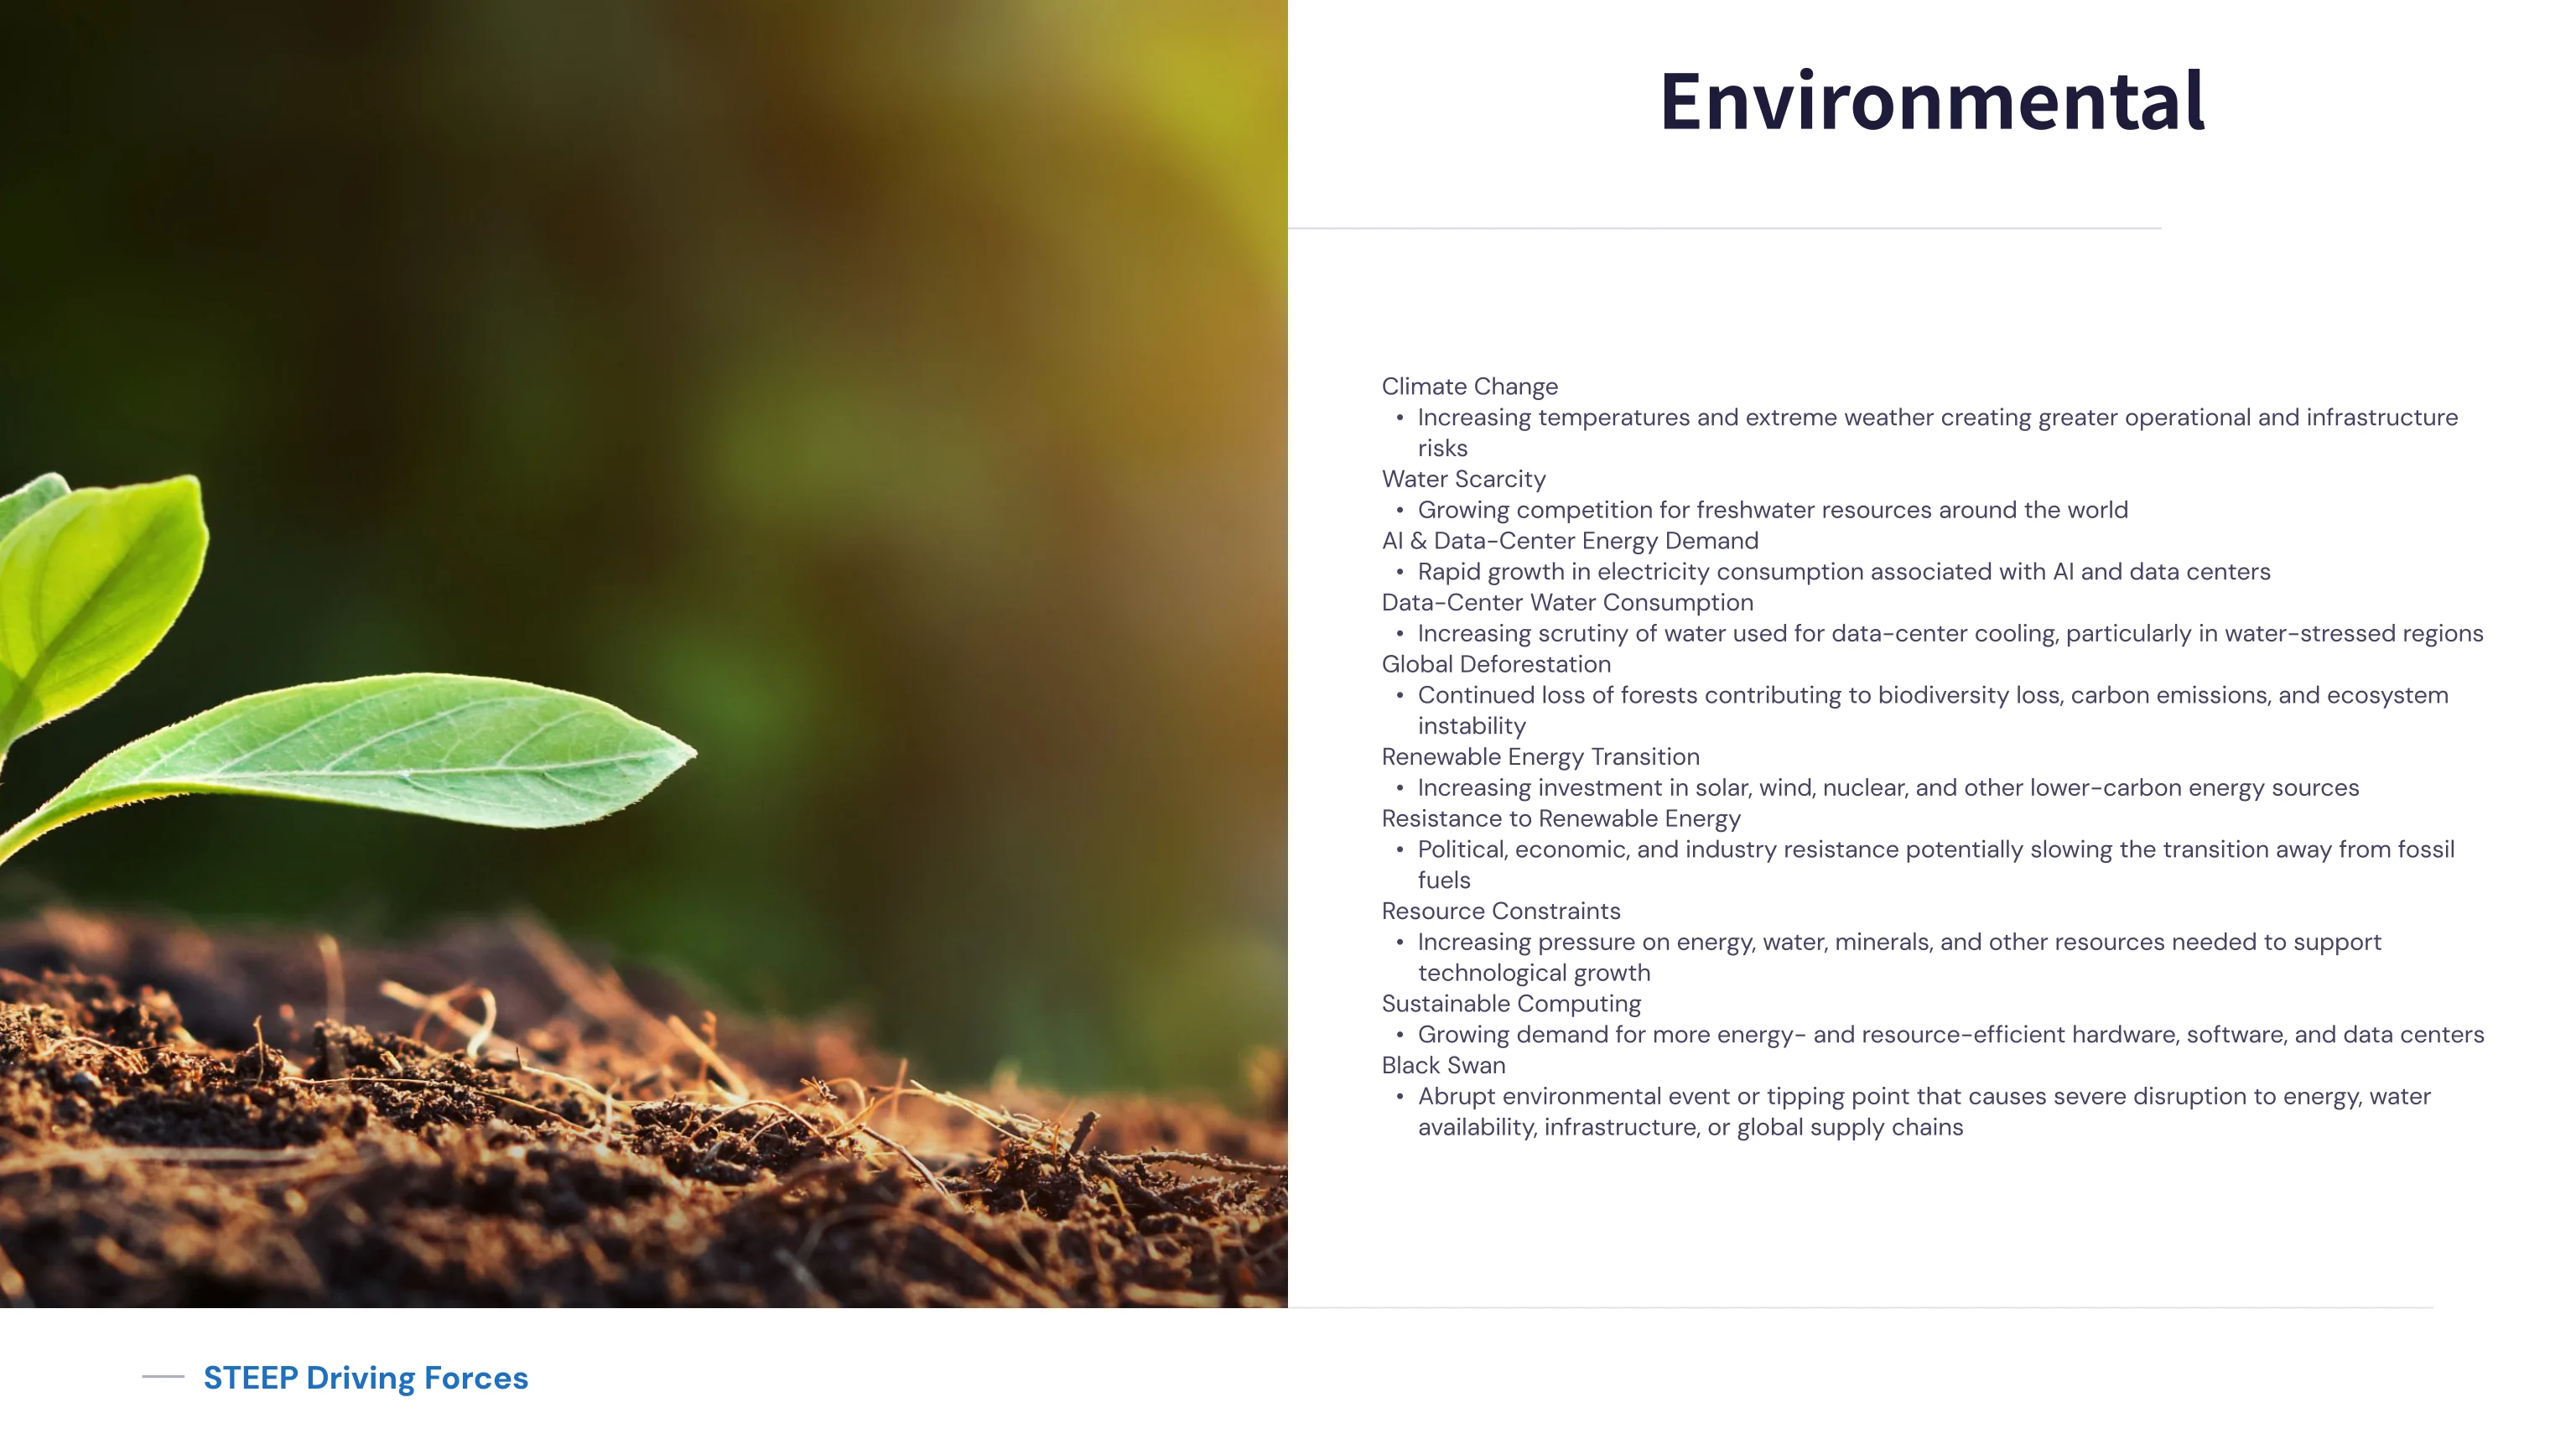 Environmental
Climate Change
• Increasing temperatures and extreme weather creating greater operational and infrastructure
risks
Water Scarcity
• Growing competition for freshwater resources around the world
AI & Data-Center Energy Demand
• Rapid growth in electricity consumption associated with AI and data centers
Data-Center Water Consumption
• Increasing scrutiny of water used for data-center cooling, particularly in water-stressed regions
Global Deforestation
• Continued loss of forests contributing to biodiversity loss, carbon emissions, and ecosystem
instability
Renewable Energy Transition
• Increasing investment in solar, wind, nuclear, and other lower-carbon energy sources
Resistance to Renewable Energy
• Political, economic, and industry resistance potentially slowing the transition away from fossil
fuels
Resource Constraints
• Increasing pressure on energy, water, minerals, and other resources needed to support
technological growth
Sustainable Computing
• Growing demand for more energy- and resource-efficient hardware, software, and data centers
Black Swan
• Abrupt environmental event or tipping point that causes severe disruption to energy, water
availability, infrastructure, or global supply chains
STEEP Driving Forces